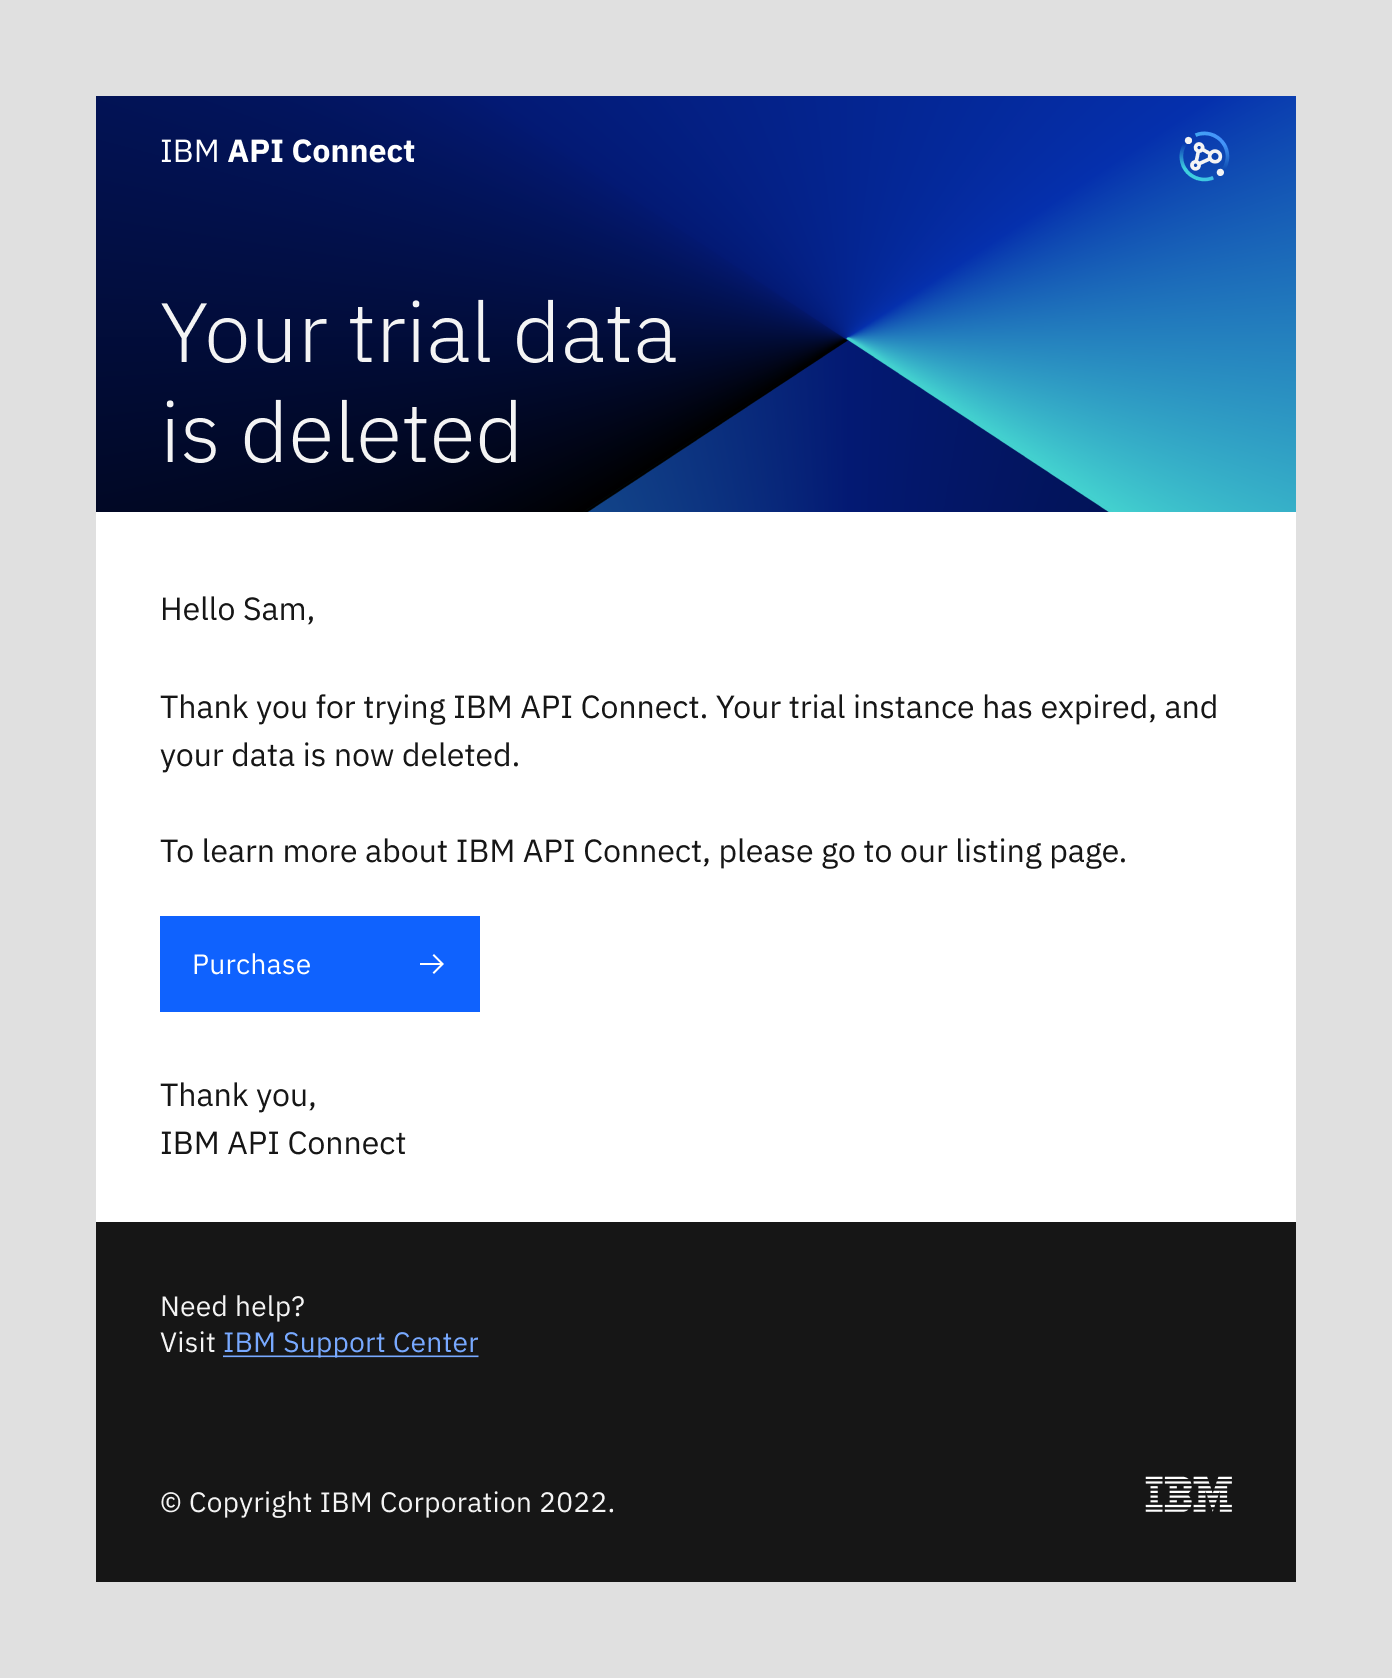 IBM API Connect
Your trial data
is deleted
Hello Sam,
Thank you for trying IBM API Connect. Your trial instance has expired, and
your data is now deleted.
To learn more about IBM API Connect, please go to our listing page.
Purchase
Thank you,
IBM API Connect
Need help?
Visit IBM Support Center
© Copyright IBM Corporation 2022.
IBM